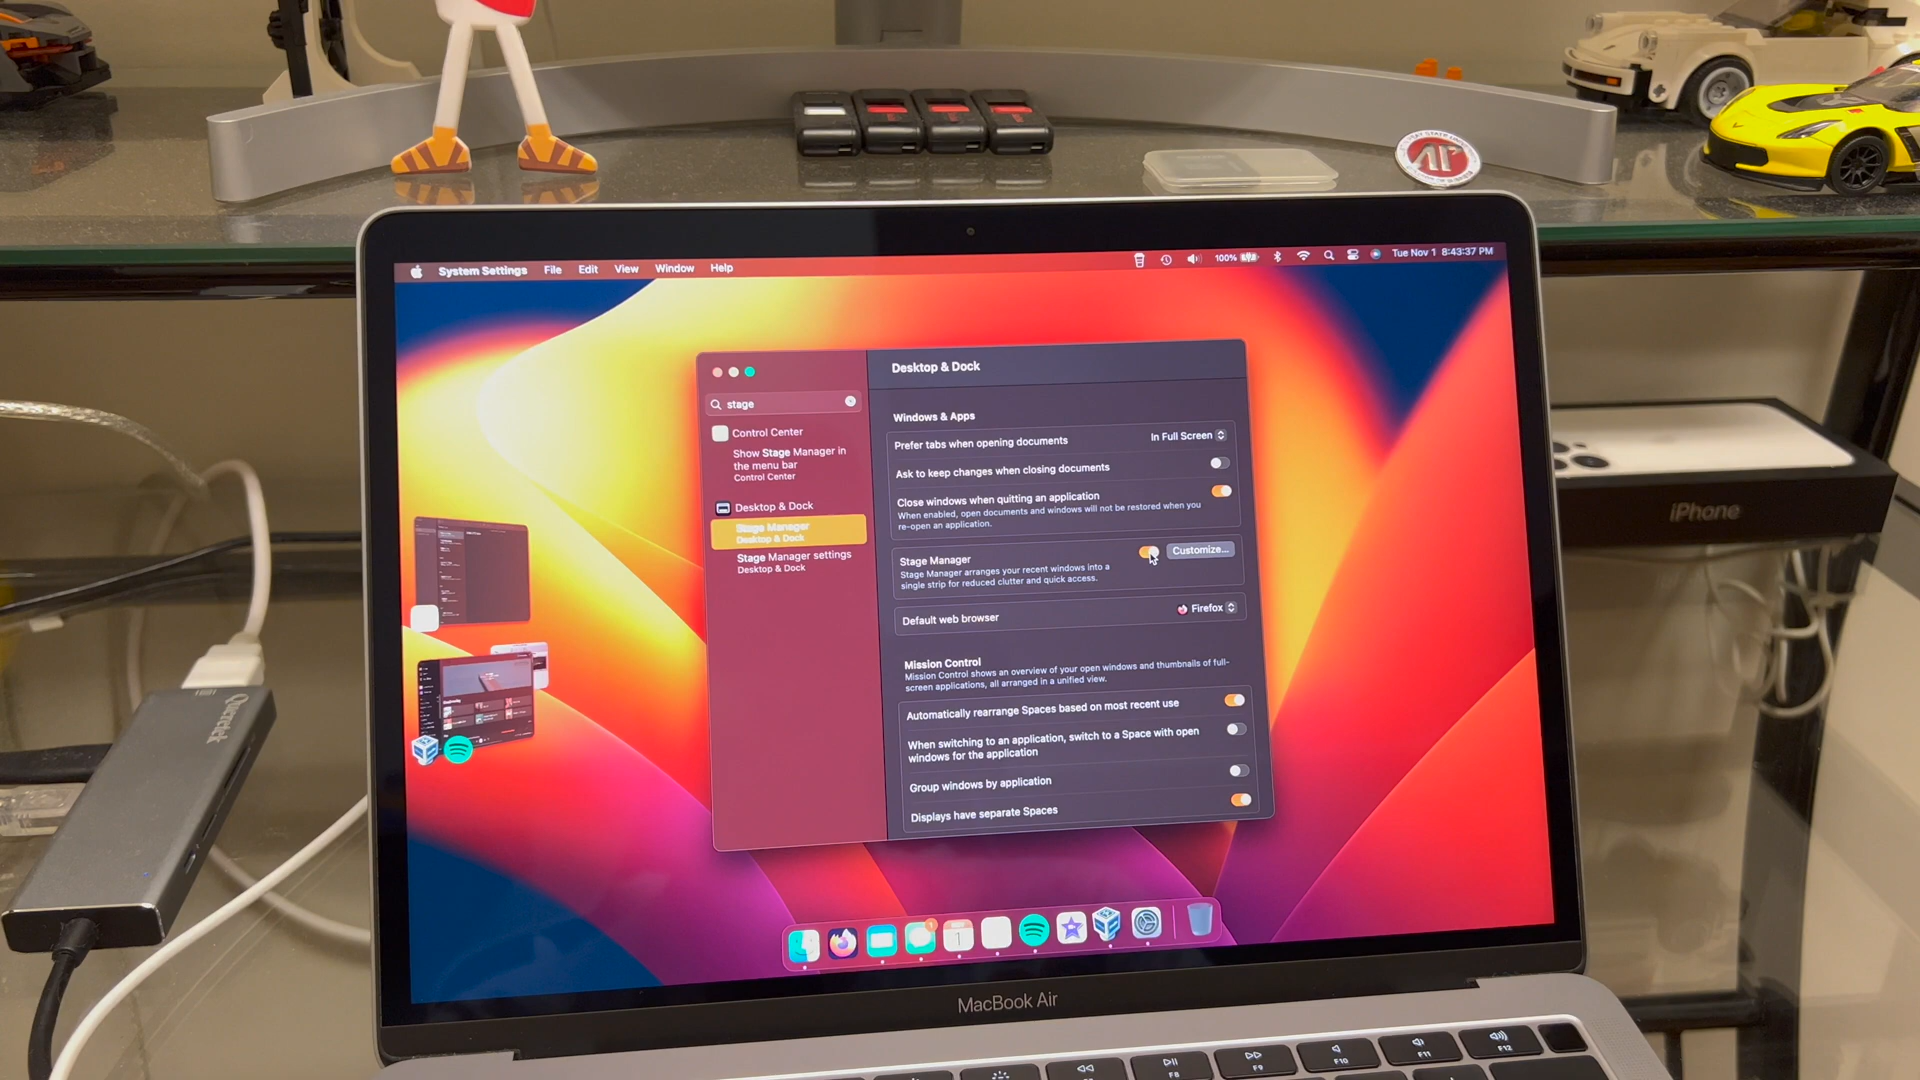 System Settings File Edit View Window Help
100% Tue Nov 1 8:43:37 PM
stage
Control Center
Show Stage Manager in
the menu bar
Control Center
Desktop & Dock
Stage Manager
Desktop & Dock
Stage Manager settings
Desktop & Dock
Desktop & Dock
Windows & Apps
Prefer tabs when opening documents In Full Screen
Ask to keep changes when closing documents
Close windows when quitting an application
When enabled, open documents and windows will not be restored when you
re-open an application.
Stage Manager Customize...
Stage Manager arranges your recent windows into a
single strip for reduced clutter and quick access.
Default web browser Firefox
Mission Control
Mission Control shows an overview of your open windows and thumbnails of full-
screen applications, all arranged in a unified view.
Automatically rearrange Spaces based on most recent use
When switching to an application, switch to a Space with open
windows for the application
Group windows by application
Displays have separate Spaces
1
1
MacBook Air
iPhone
F8
F9
F10
F11
F12